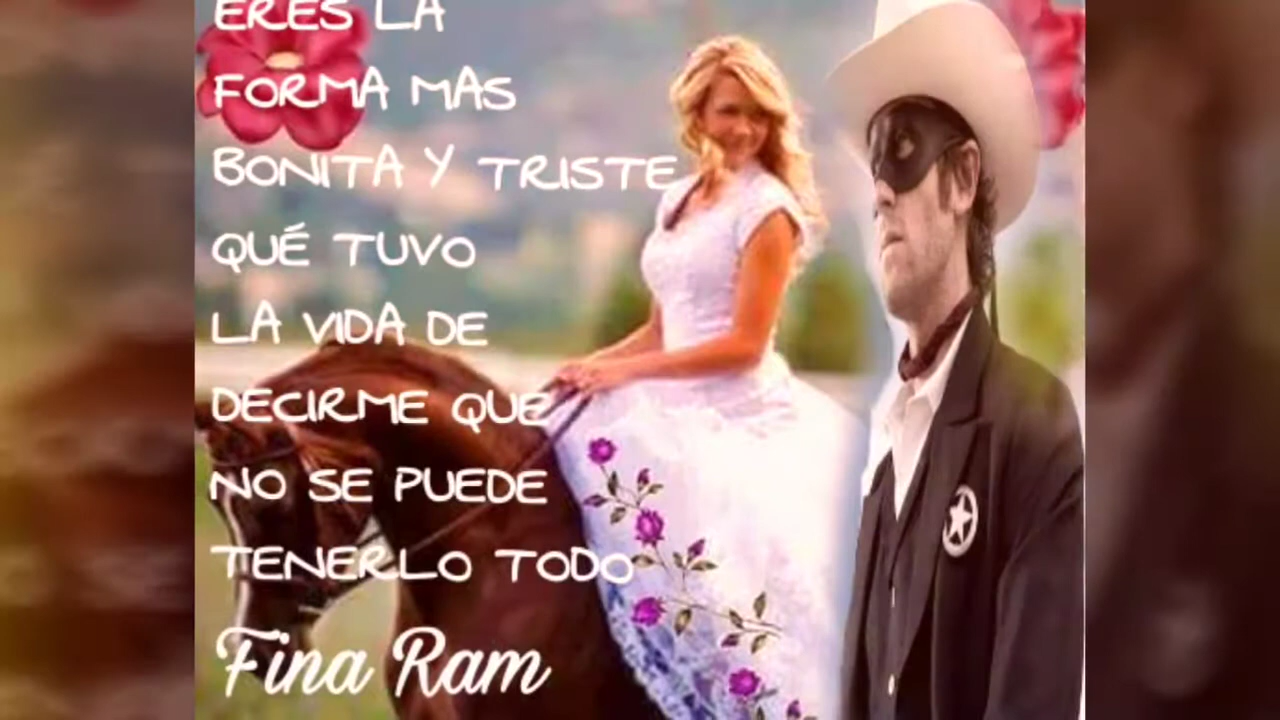 ERES LA
FORMA MAS
BONITA Y TRISTE
QUÉ TUVO
LA VIDA DE
DECIRME QUE
NO SE PUEDE
TENERLO TODO
Fina Ram